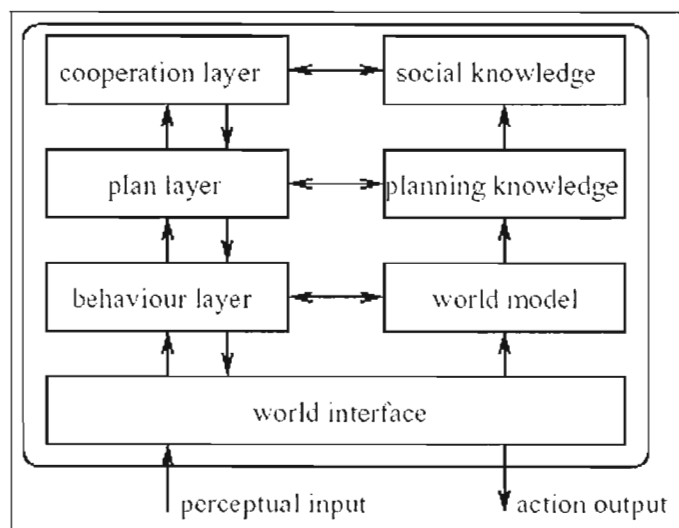 cooperation layer
social knowledge
plan layer
planning knowledge
behaviour layer
world model
world interface
perceptual input
action output